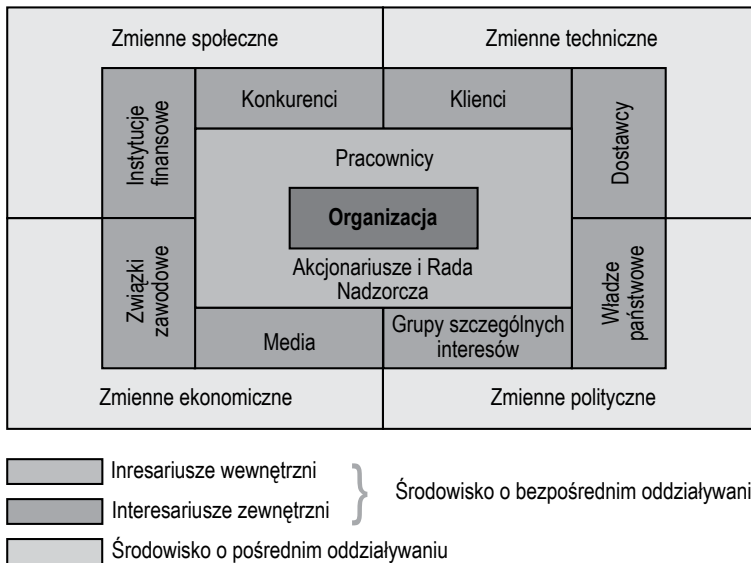 Zmienne społeczne
Zmienne techniczne
Instytucje
finansowe
Konkurenci
Klienci
Dostawcy
Pracownicy
Organizacja
Akcjonariusze i Rada
Nadzorcza
Związki
zawodowe
Media
Grupy szczególnych
interesów
Władze
państwowe
Zmienne ekonomiczne
Zmienne polityczne
Inresariusze wewnętrzni
Interesariusze zewnętrzni
Środowisko o bezpośrednim oddziaływani
Środowisko o pośrednim oddziaływaniu